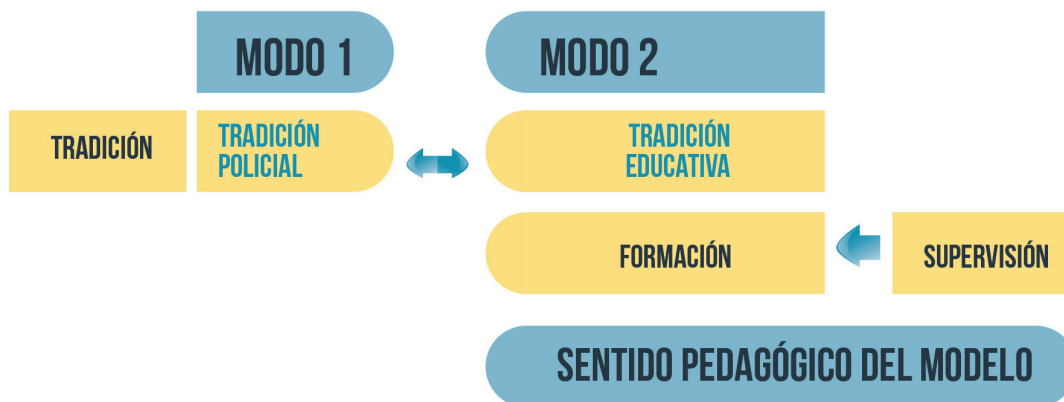 MODO 1
MODO 2
TRADICIÓN
TRADICIÓN
POLICIAL
TRADICIÓN
EDUCATIVA
FORMACIÓN
SUPERVISIÓN
SENTIDO PEDAGÓGICO DEL MODELO